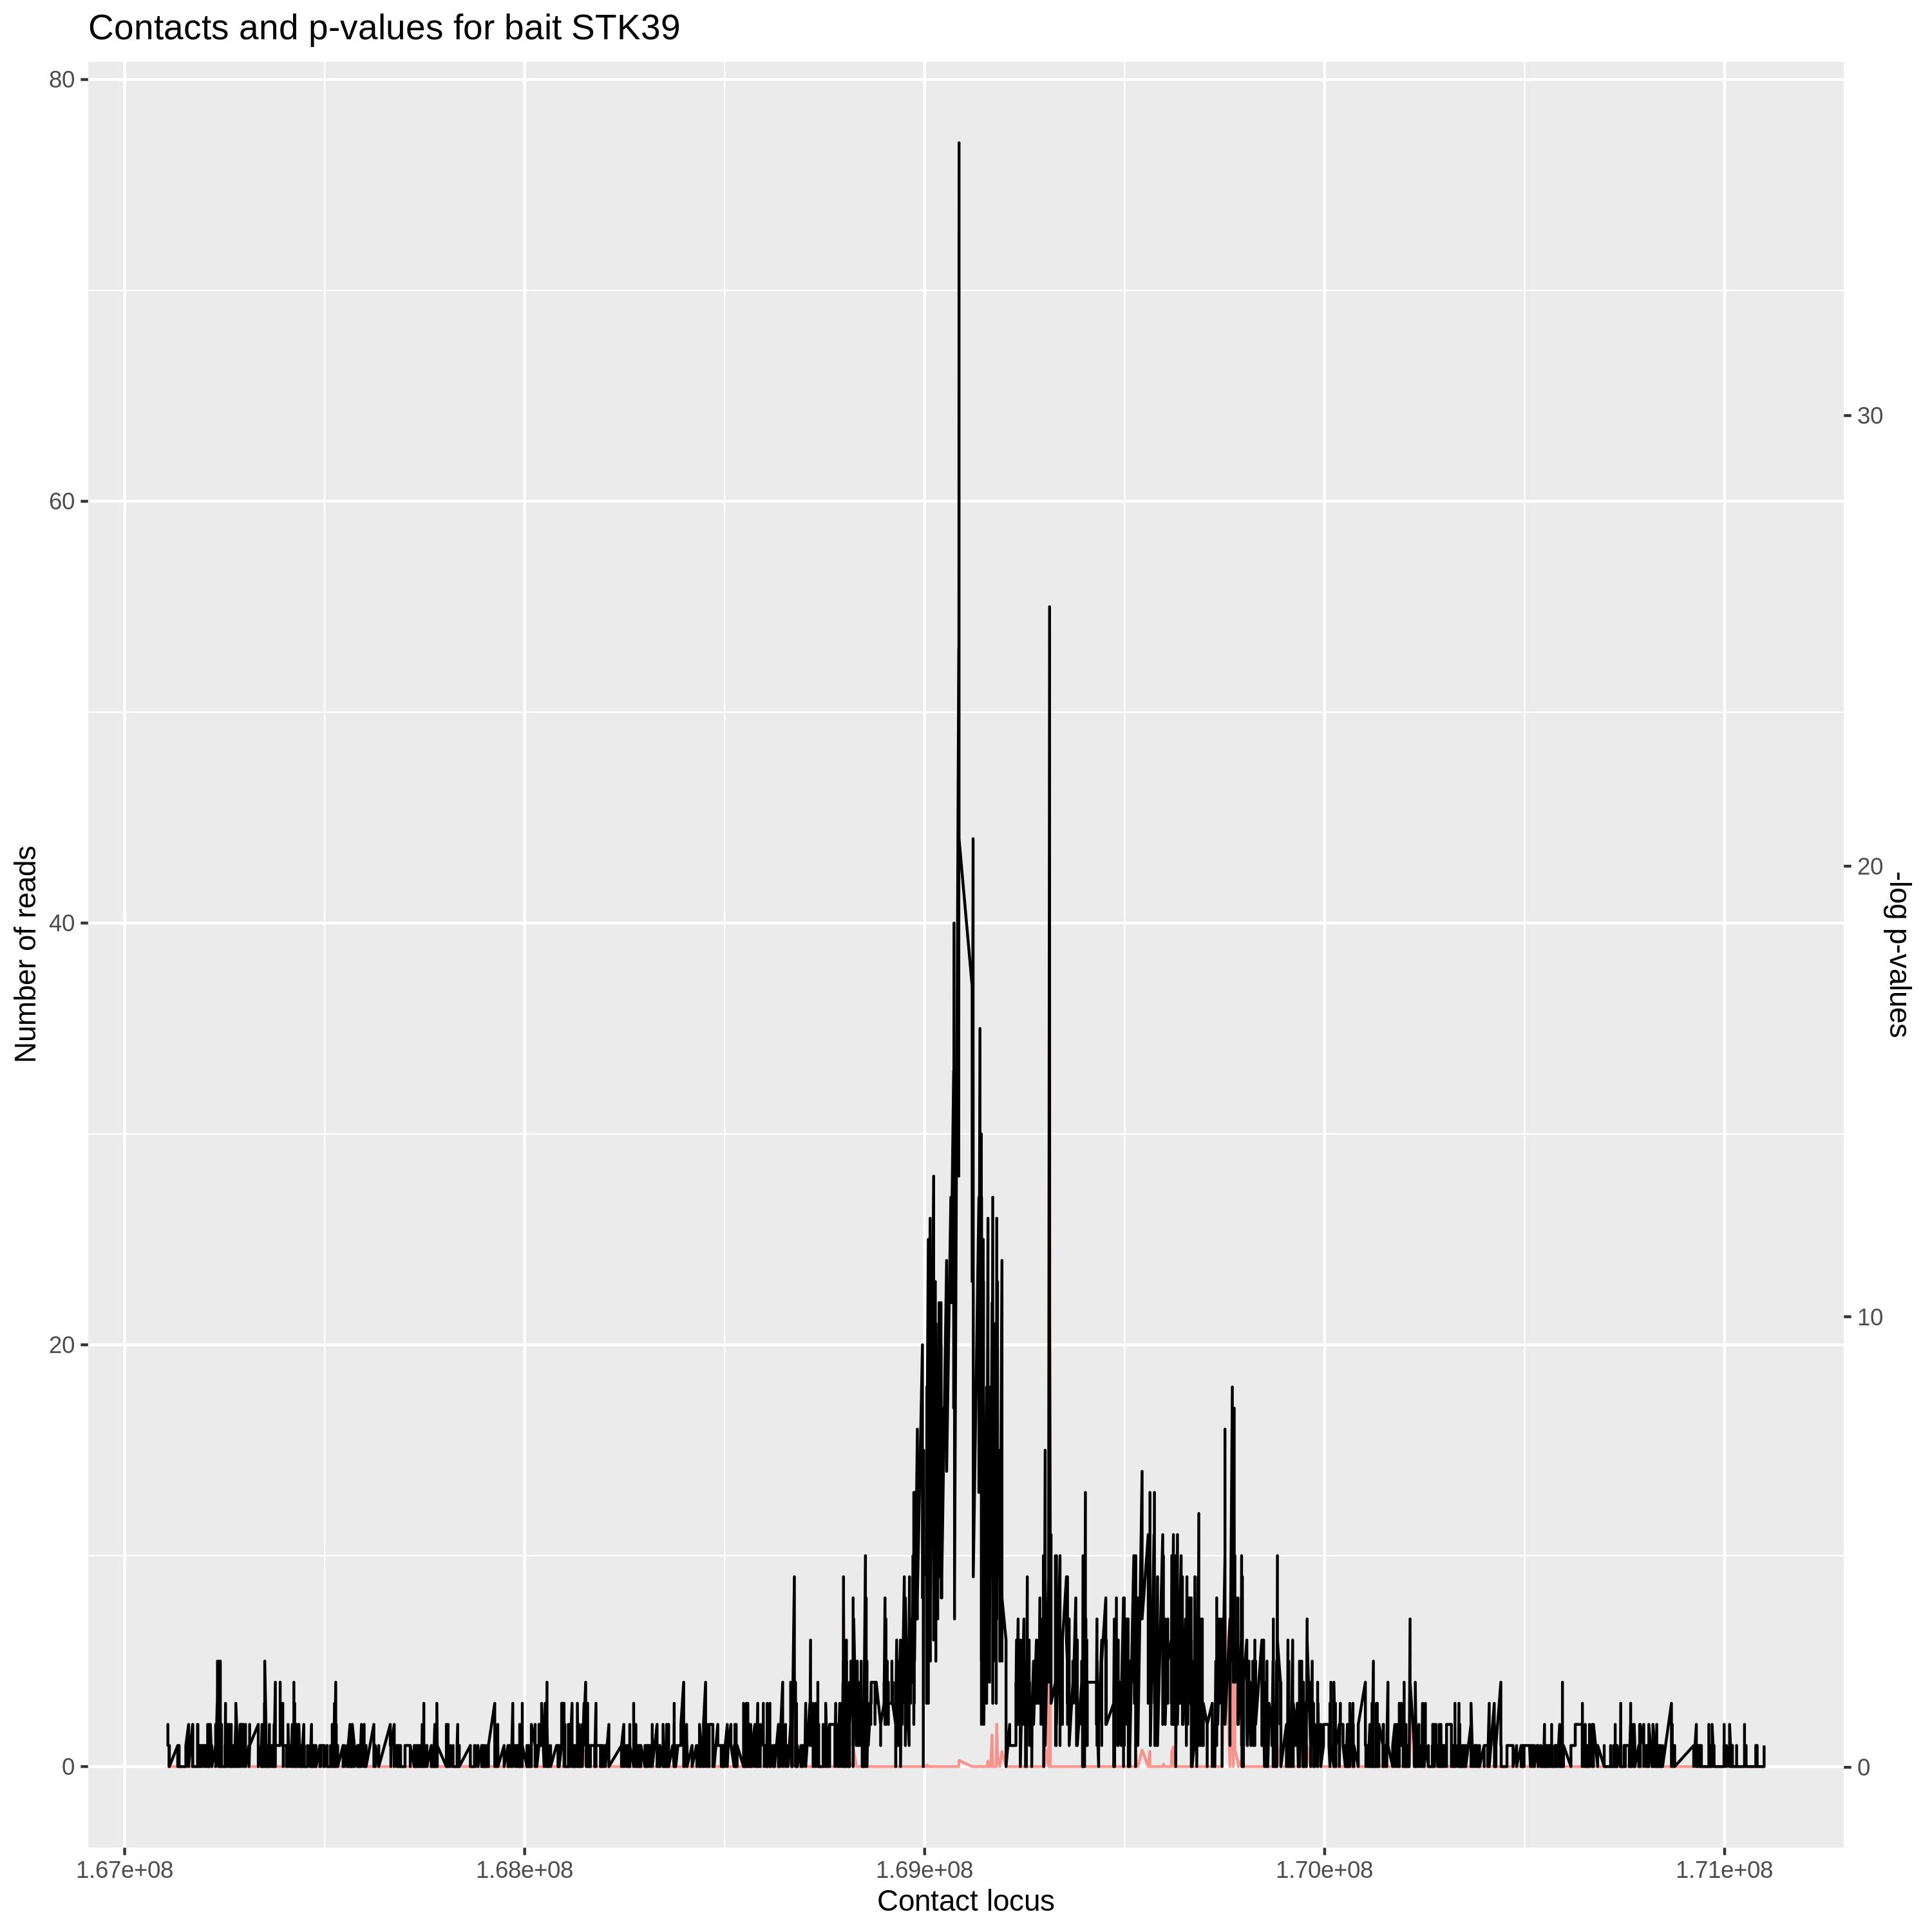 Contacts and p-values for bait STK39
80
60
40
20
0
30
20
10
0
Number of reads
-log p-values
1.67e+08
1.68e+08
1.69e+08
1.70e+08
1.71e+08
Contact locus